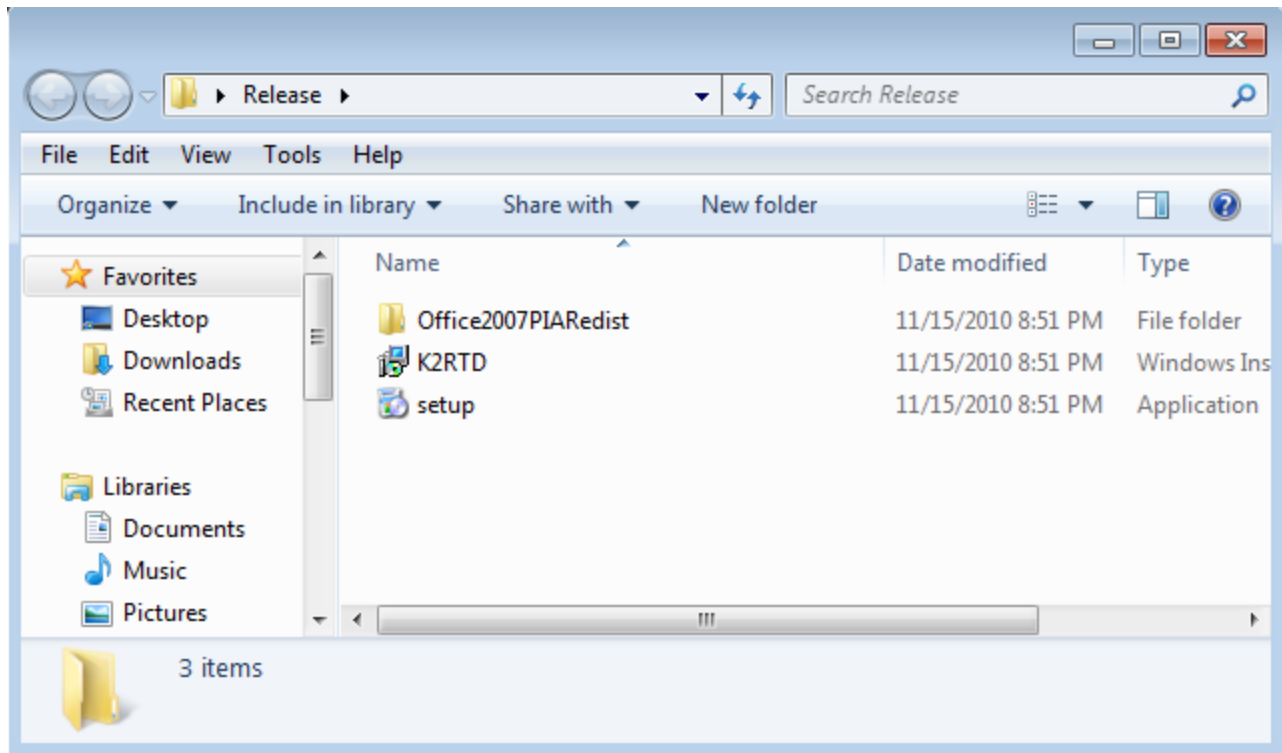 Release
Search Release
File Edit View Tools Help
Organize Include in library Share with New folder
Name Date modified Type
Favorites
Desktop
Downloads
Recent Places
Libraries
Documents
Music
Pictures
Office2007PIARedist 11/15/2010 8:51 PM File folder
K2RTD 11/15/2010 8:51 PM Windows Ins
setup 11/15/2010 8:51 PM Application
3 items